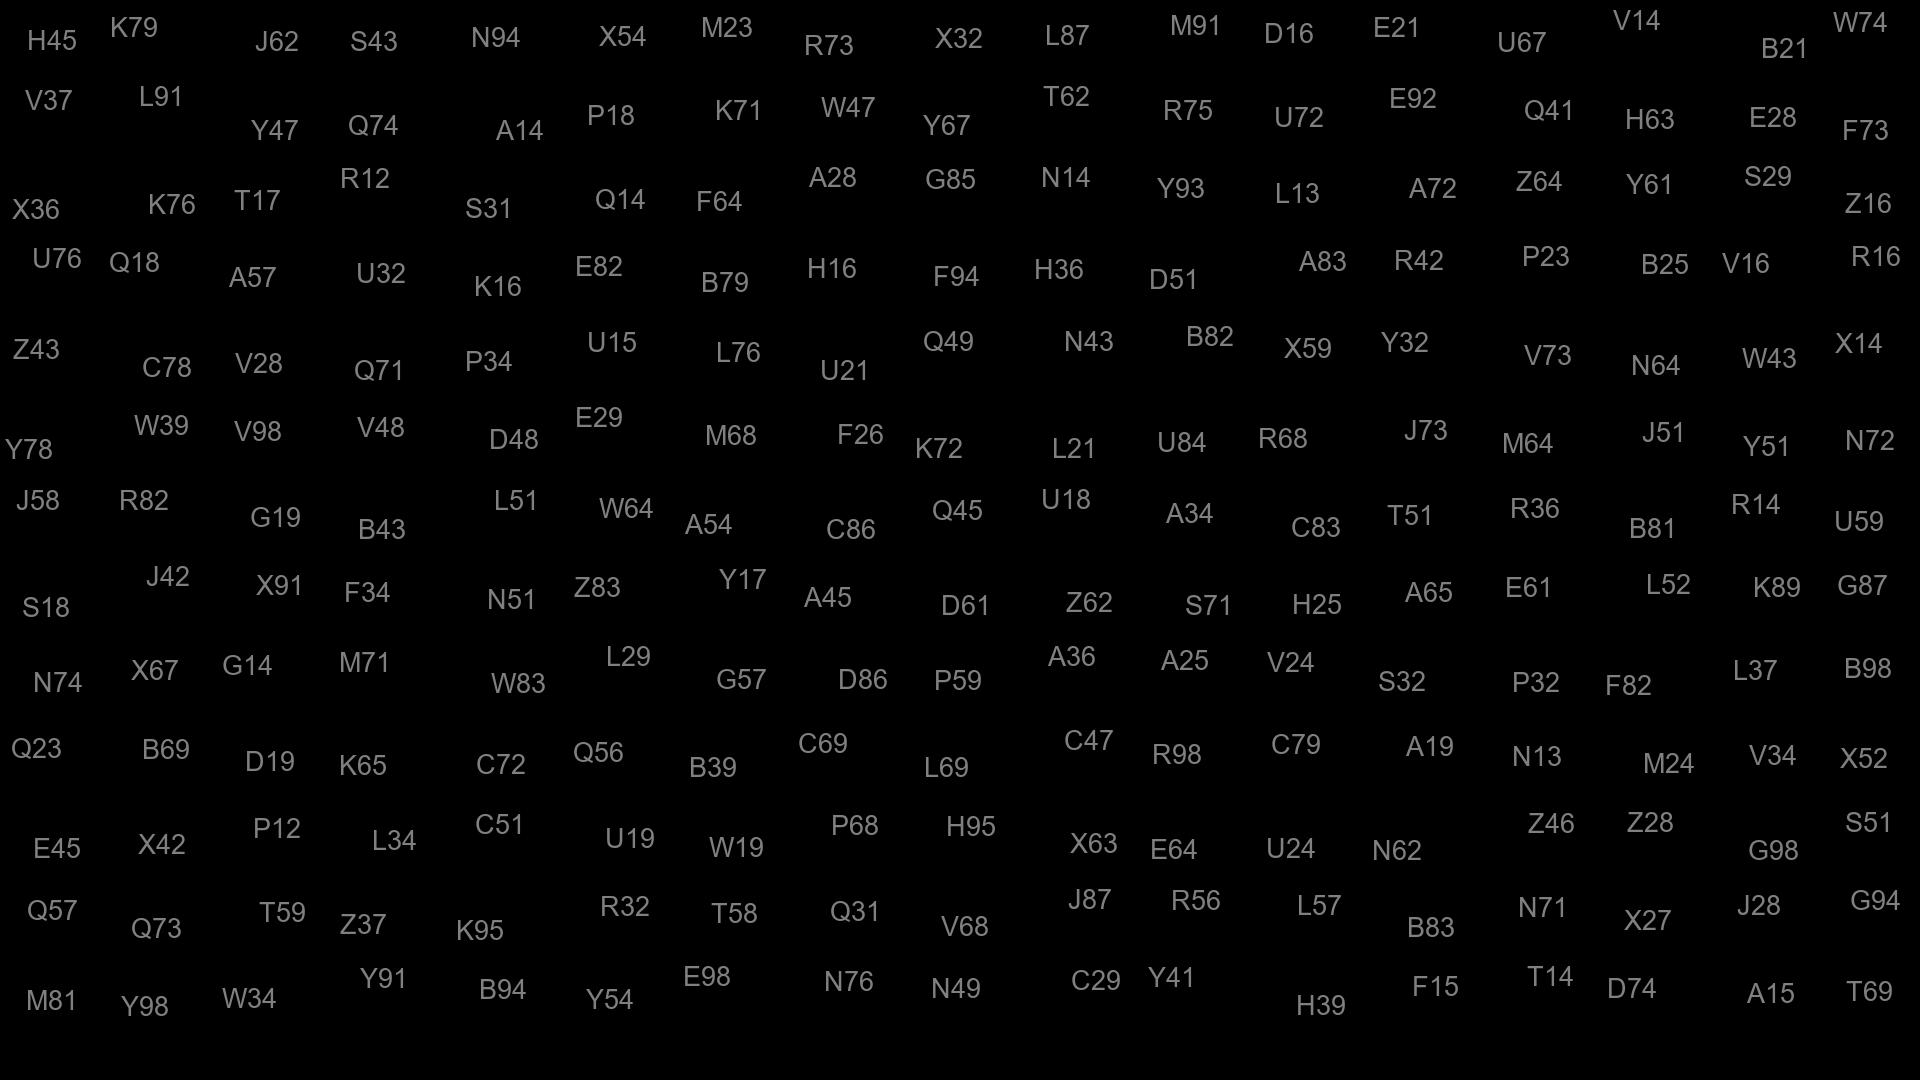 H45 K79 J62 S43 N94 X54 M23 R73 X32 L87 M91 D16 E21 U67 V14 B21 W74
V37 L91 Y47 Q74 A14 P18 K71 W47 Y67 T62 R75 U72 E92 Q41 H63 E28 F73
X36 K76 T17 R12 S31 Q14 F64 A28 G85 N14 Y93 L13 A72 Z64 Y61 S29 Z16
U76 Q18 A57 U32 K16 E82 B79 H16 F94 H36 D51 A83 R42 P23 B25 V16 R16
Z43 C78 V28 Q71 P34 U15 L76 U21 Q49 N43 B82 X59 Y32 V73 N64 W43 X14
Y78 W39 V98 V48 D48 E29 M68 F26 K72 L21 U84 R68 J73 M64 J51 Y51 N72
J58 R82 G19 B43 L51 W64 A54 C86 Q45 U18 A34 C83 T51 R36 B81 R14 U59
S18 J42 X91 F34 N51 Z83 Y17 A45 D61 Z62 S71 H25 A65 E61 L52 K89 G87
N74 X67 G14 M71 W83 L29 G57 D86 P59 A36 A25 V24 S32 P32 F82 L37 B98
Q23 B69 D19 K65 C72 Q56 B39 C69 L69 C47 R98 C79 A19 N13 M24 V34 X52
E45 X42 P12 L34 C51 U19 W19 P68 H95 X63 E64 U24 N62 Z46 Z28 G98 S51
Q57 Q73 T59 Z37 K95 R32 T58 Q31 V68 J87 R56 L57 B83 N71 X27 J28 G94
M81 Y98 W34 Y91 B94 Y54 E98 N76 N49 C29 Y41 H39 F15 T14 D74 A15 T69